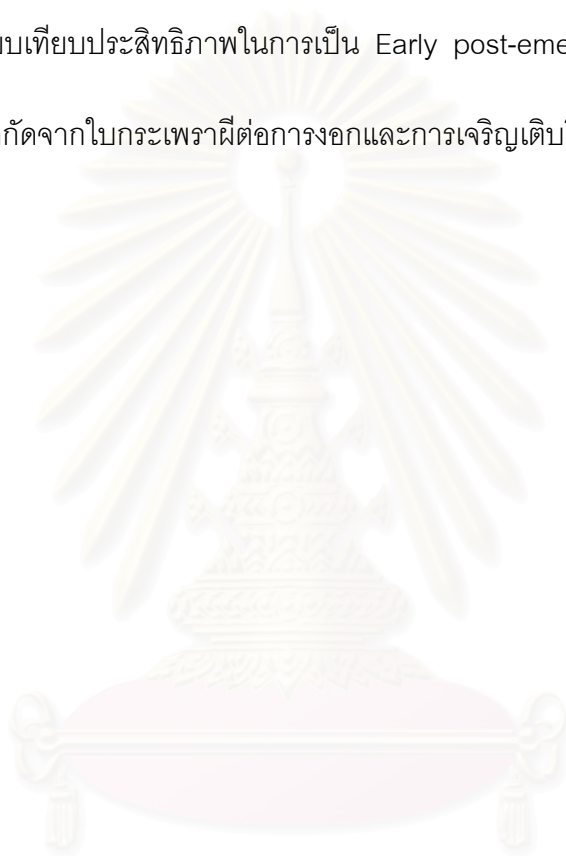 บเทียบประสิทธิภาพในการเป็น Early post-eme
กัดจากใบกระเพราผีต่อการงอกและการเจริญเติบ